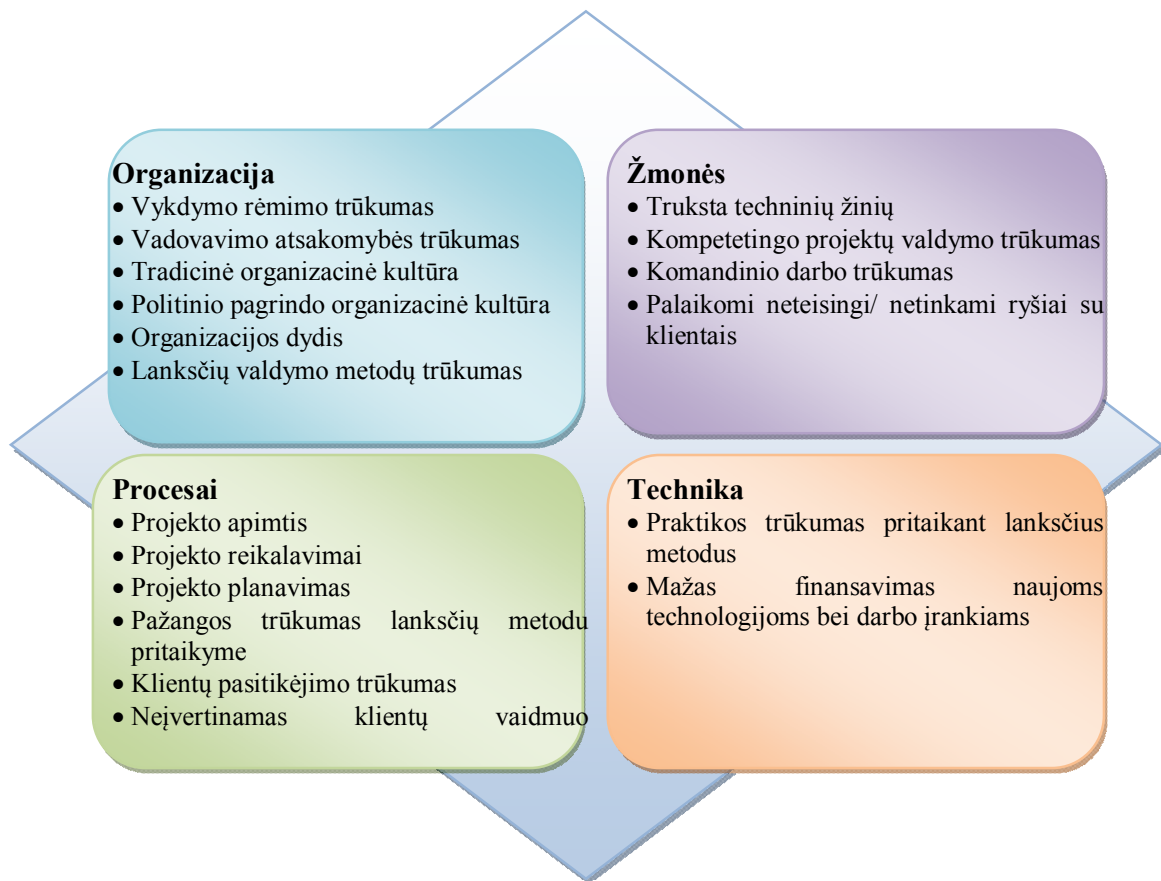 Organizacija
• Vykdymo rėmimo trūkumas
• Vadovavimo atsakomybės trūkumas
• Tradicinė organizacinė kultūra
• Politinio pagrindo organizacinė kultūra
• Organizacijos dydis
• Lanksčių valdymo metodų trūkumas
Žmonės
• Truksta techninių žinių
• Kompetetingo projektų valdymo trūkumas
• Komandinio darbo trūkumas
• Palaikomi neteisingi/ netinkami ryšiai su
klientais
Procesai
• Projekto apimtis
• Projekto reikalavimai
• Projekto planavimas
• Pažangos trūkumas lanksčių metodu
pritaikyme
• Klientų pasitikėjimo trūkumas
• Neįvertinamas klientų vaidmuo
Technika
• Praktikos trūkumas pritaikant lanksčius
metodus
• Mažas finansavimas naujoms
technologijoms bei darbo įrankiams